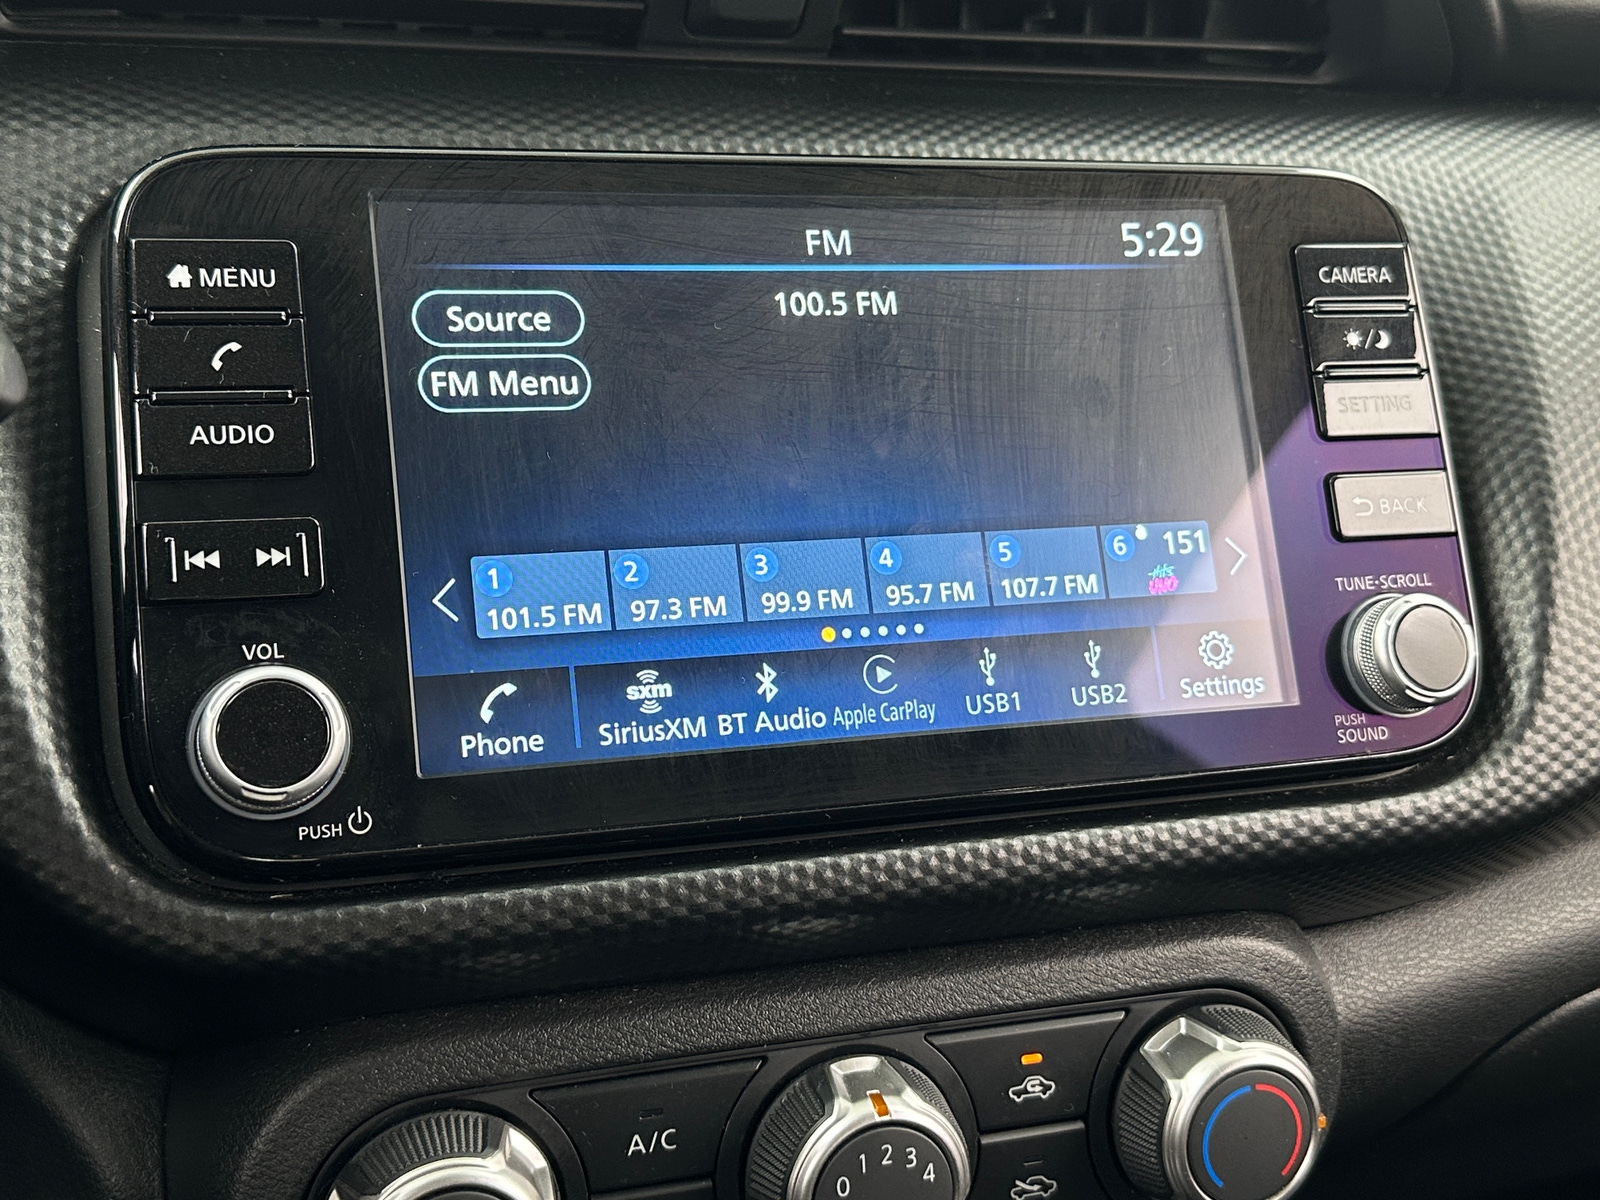 FM
5:29
MENU
CAMERA
Source
100.5 FM
FM Menu
SETTING
AUDIO
BACK
1
2
3
4
5
6
151
101.5 FM
97.3 FM
99.9 FM
95.7 FM
107.7 FM
hits
TUNE·SCROLL
VOL
sxm
Phone
SiriusXM
BT Audio
Apple CarPlay
USB1
USB2
Settings
PUSH
SOUND
PUSH
A/C
0 1 2 3 4